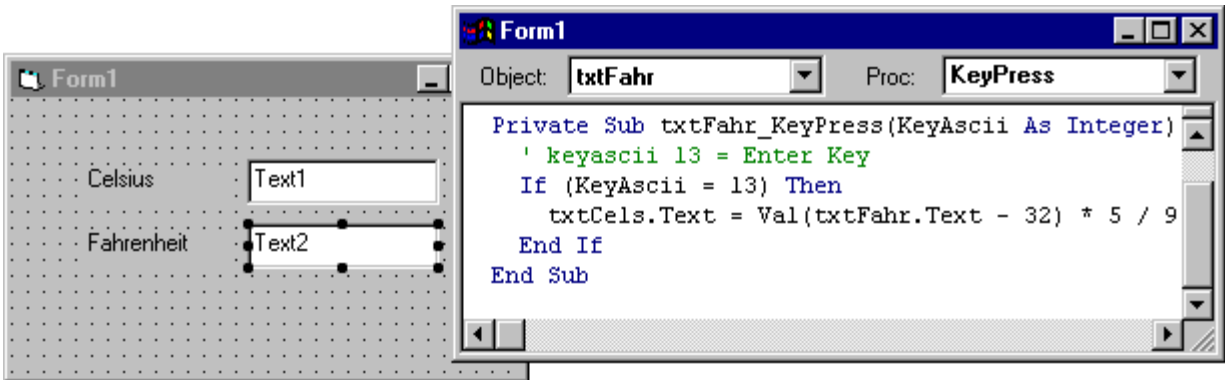 Form1
Celsius Text1
Fahrenheit Text2
Form1
Object: txtFahr Proc: KeyPress
Private Sub txtFahr_KeyPress(KeyAscii As Integer)
' keyascii 13 = Enter Key
If (KeyAscii = 13) Then
txtCels.Text = Val(txtFahr.Text - 32) * 5 / 9
End If
End Sub